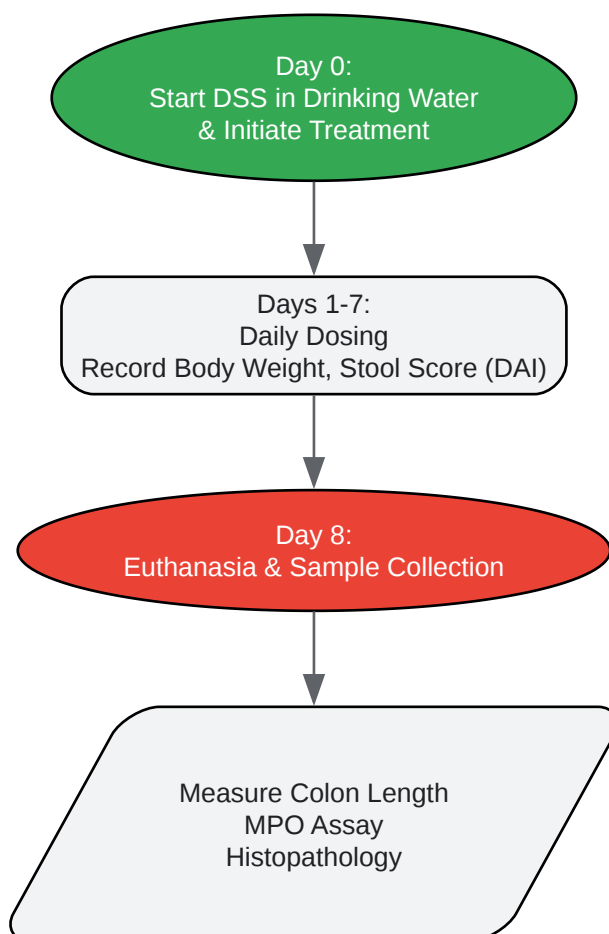 Day 0:
Start DSS in Drinking Water
& Initiate Treatment
Days 1-7:
Daily Dosing
Record Body Weight, Stool Score (DAI)
Day 8:
Euthanasia & Sample Collection
Measure Colon Length
MPO Assay
Histopathology